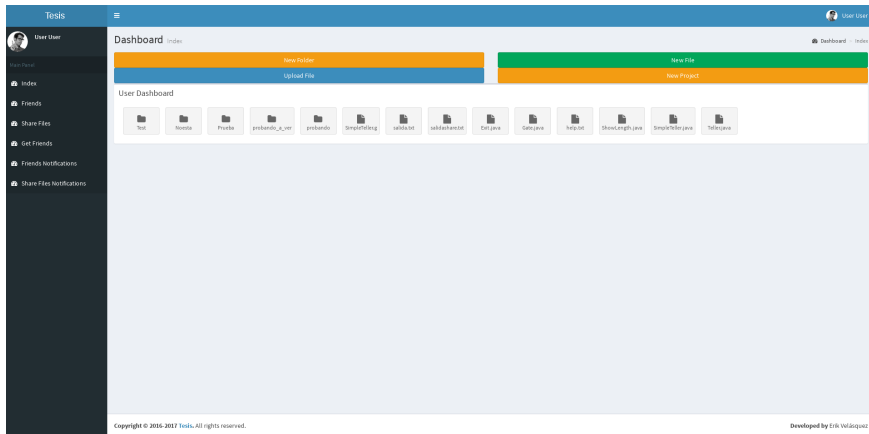 Tesis
User User
User User
Main Panel
Index
Friends
Share Files
Get Friends
Friends Notifications
Share Files Notifications
Dashboard Index
Dashboard > Index
New Folder
New File
Upload File
New Project
User Dashboard
Test Novista Prueba probando_a_ver probando SimpleTeller.g salida.txt salidashare.txt Exit.java Gate.java help.txt ShowLength.java SimpleTeller.java Teller.java
Copyright © 2016-2017 Tesis. All rights reserved.
Developed by Erik Velásquez